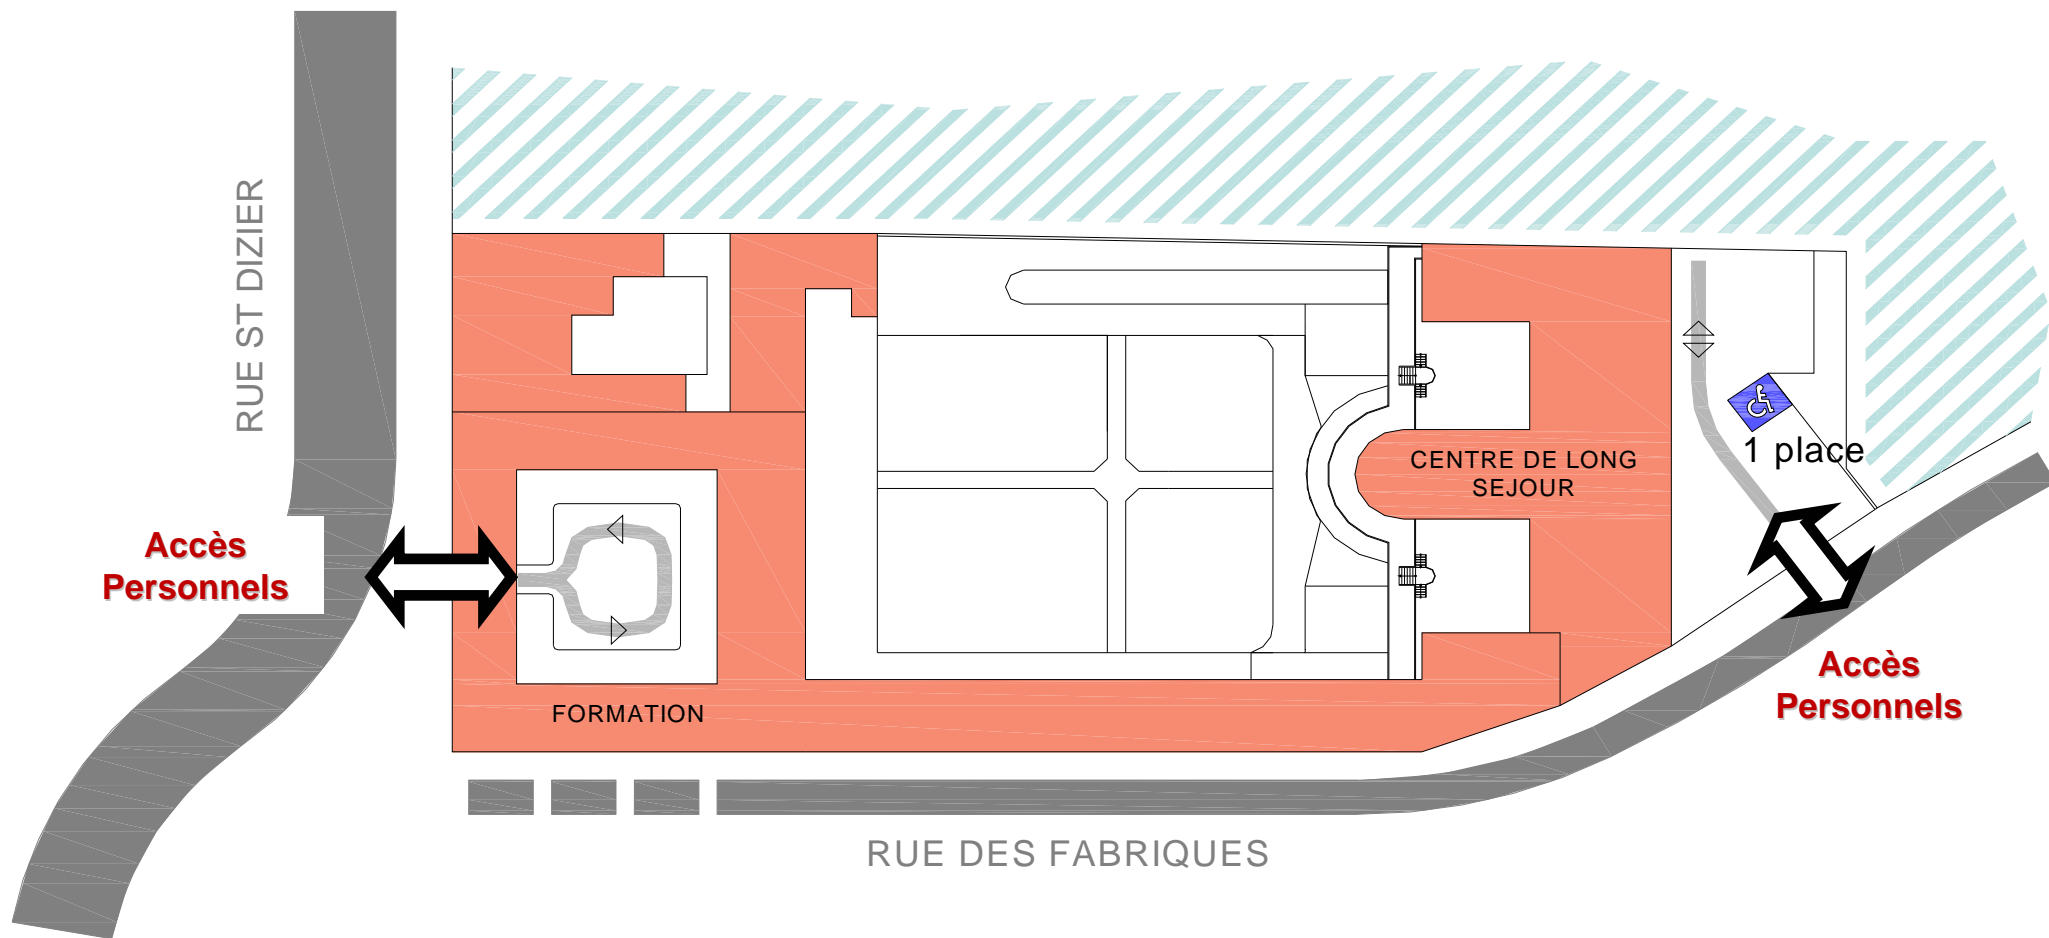 RUE ST DIZIER
Accès
Personnels
FORMATION
CENTRE DE LONG
SEJOUR
1 place
Accès
Personnels
RUE DES FABRIQUES